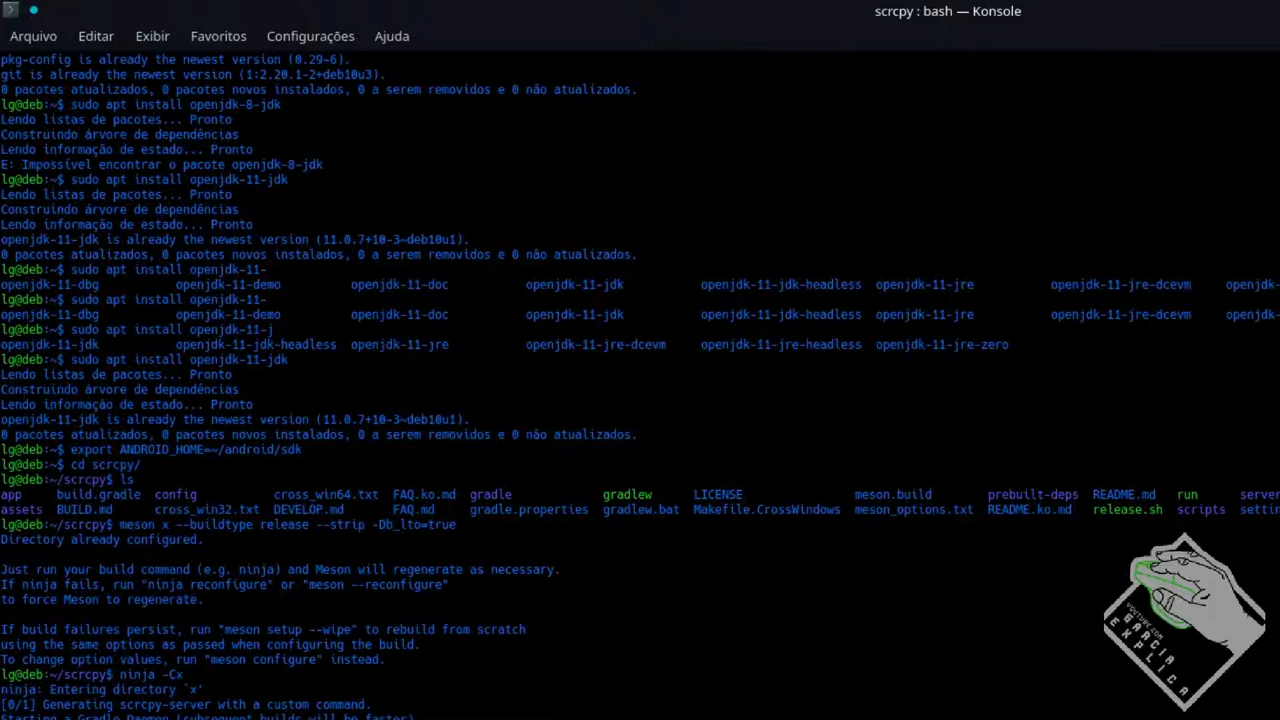 scrcpy : bash — Konsole
Arquivo Editar Exibir Favoritos Configurações Ajuda
pkg-config is already the newest version (0.29-6).
git is already the newest version (1:2.20.1-2+deb10u3).
0 pacotes atualizados, 0 pacotes novos instalados, 0 a serem removidos e 0 não atualizados.
lg@deb:~$ sudo apt install openjdk-8-jdk
Lendo listas de pacotes... Pronto
Construindo árvore de dependências
Lendo informação de estado... Pronto
E: Impossível encontrar o pacote openjdk-8-jdk
lg@deb:~$ sudo apt install openjdk-11-jdk
Lendo listas de pacotes... Pronto
Construindo árvore de dependências
Lendo informação de estado... Pronto
openjdk-11-jdk is already the newest version (11.0.7+10-3~deb10u1).
0 pacotes atualizados, 0 pacotes novos instalados, 0 a serem removidos e 0 não atualizados.
lg@deb:~$ sudo apt install openjdk-11-
openjdk-11-dbg openjdk-11-demo openjdk-11-doc openjdk-11-jdk openjdk-11-jdk-headless openjdk-11-jre openjdk-11-jre-dcevm openjdk-
lg@deb:~$ sudo apt install openjdk-11-
openjdk-11-dbg openjdk-11-demo openjdk-11-doc openjdk-11-jdk openjdk-11-jdk-headless openjdk-11-jre openjdk-11-jre-dcevm openjdk-
lg@deb:~$ sudo apt install openjdk-11-j
openjdk-11-jdk openjdk-11-jdk-headless openjdk-11-jre openjdk-11-jre-dcevm openjdk-11-jre-headless openjdk-11-jre-zero
lg@deb:~$ sudo apt install openjdk-11-jdk
Lendo listas de pacotes... Pronto
Construindo árvore de dependências
Lendo informação de estado... Pronto
openjdk-11-jdk is already the newest version (11.0.7+10-3~deb10u1).
0 pacotes atualizados, 0 pacotes novos instalados, 0 a serem removidos e 0 não atualizados.
lg@deb:~$ export ANDROID_HOME=~/android/sdk
lg@deb:~$ cd scrcpy/
lg@deb:~/scrcpy$ ls
app build.gradle config cross_win64.txt FAQ.ko.md gradle gradlew LICENSE meson.build prebuilt-deps README.md run server
assets BUILD.md cross_win32.txt DEVELOP.md FAQ.md gradle.properties gradlew.bat Makefile.CrossWindows meson_options.txt README.ko.md release.sh scripts settin
lg@deb:~/scrcpy$ meson x --buildtype release --strip -Db_lto=true
Directory already configured.
Just run your build command (e.g. ninja) and Meson will regenerate as necessary.
If ninja fails, run "ninja reconfigure" or "meson --reconfigure"
to force Meson to regenerate.
If build failures persist, run "meson setup --wipe" to rebuild from scratch
using the same options as passed when configuring the build.
To change option values, run "meson configure" instead.
lg@deb:~/scrcpy$ ninja -Cx
ninja: Entering directory `x'
[0/1] Generating scrcpy-server with a custom command.
Starting a Gradle Daemon (subsequent builds will be faster)
YOUTUBE.COM
GARCIA
EXPLICA